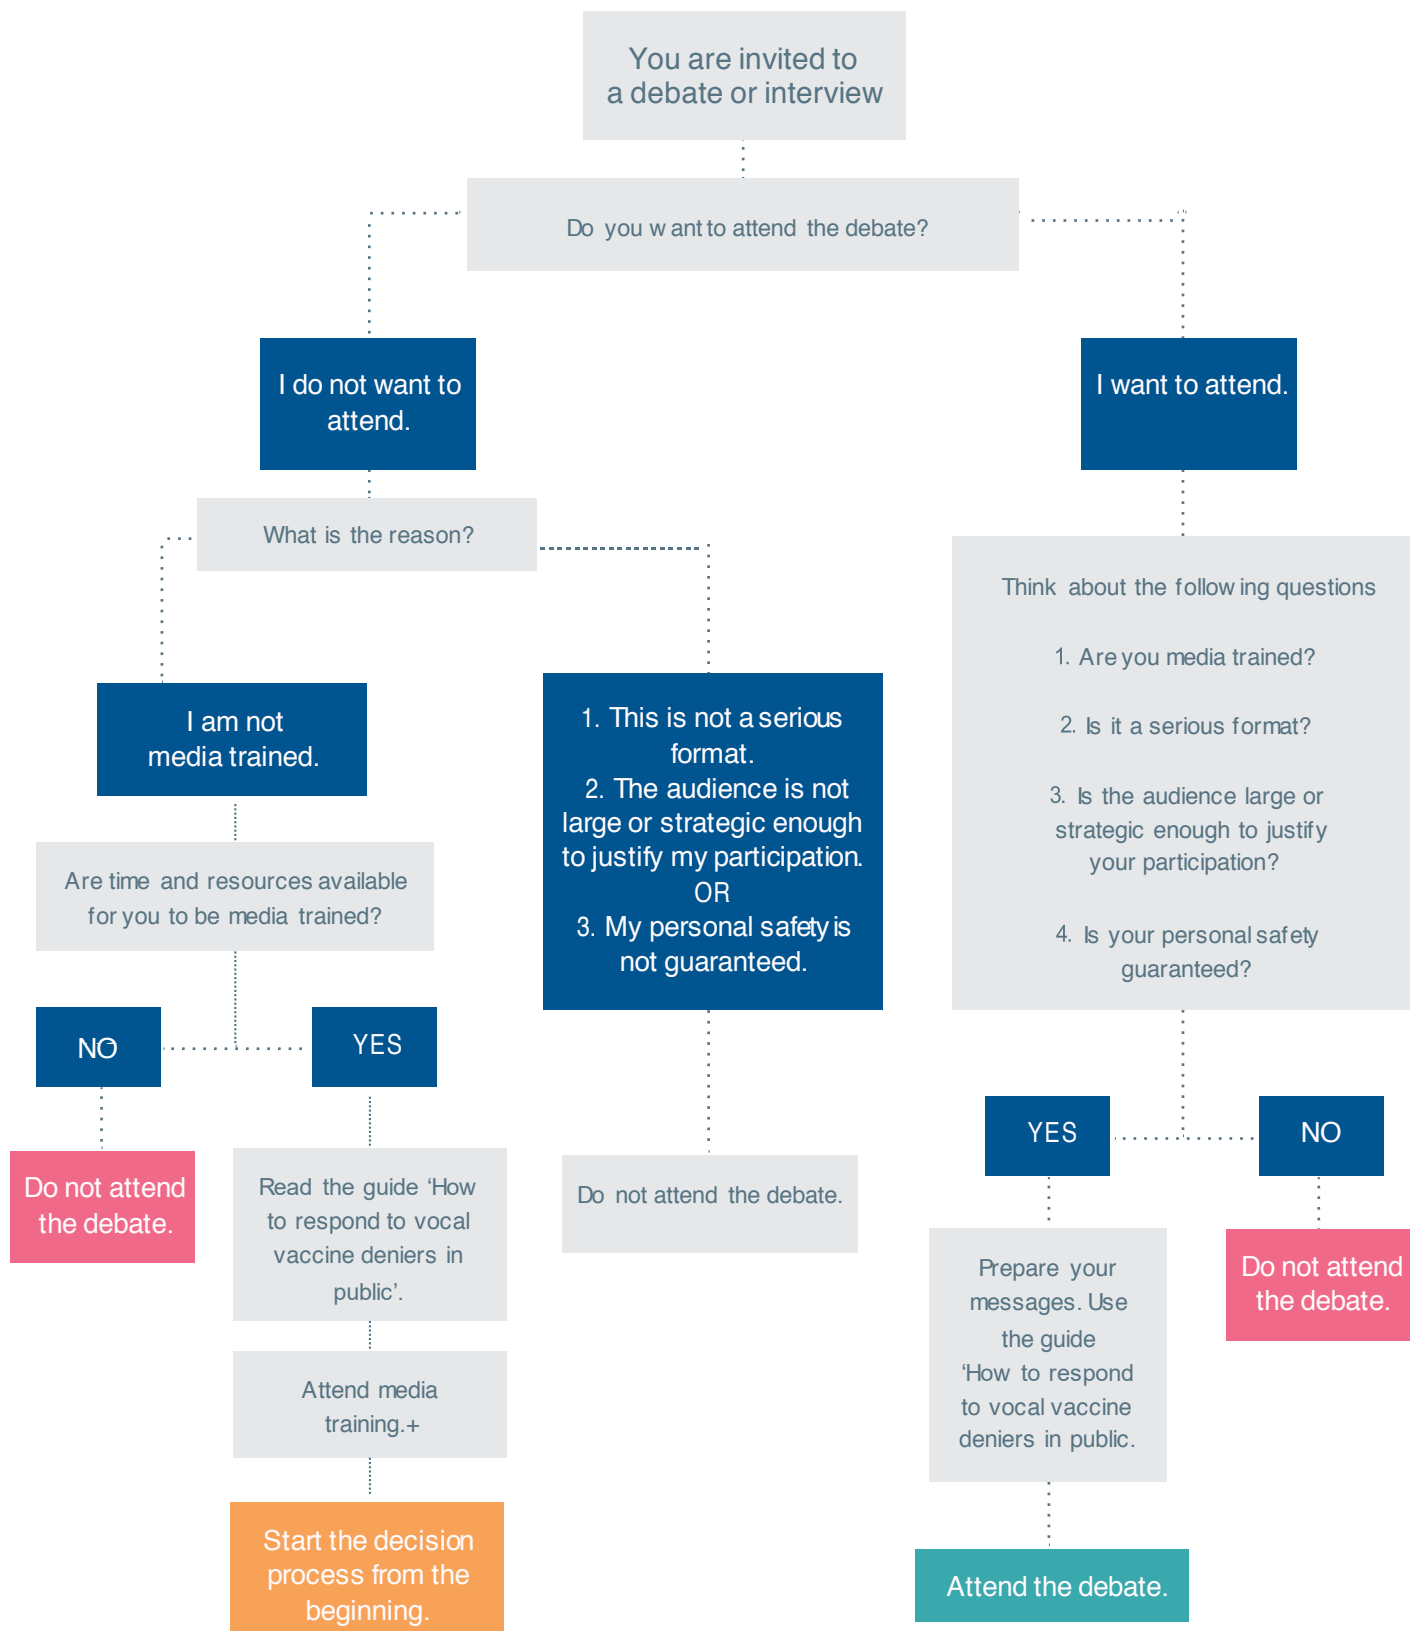 You are invited to
a debate or interview
Do you want to attend the debate?
I do not want to
attend.
I want to attend.
What is the reason?
I am not
media trained.
Are time and resources available
for you to be media trained?
NO
YES
Do not attend
the debate.
Read the guide ‘How
to respond to vocal
vaccine deniers in
public’.
Attend media
training.+
Start the decision
process from the
beginning.
1. This is not a serious
format.
2. The audience is not
large or strategic enough
to justify my participation.
OR
3. My personal safety is
not guaranteed.
Do not attend the debate.
Think about the following questions
1. Are you media trained?
2. Is it a serious format?
3. Is the audience large or
strategic enough to justify
your participation?
4. Is your personal safety
guaranteed?
YES
NO
Prepare your
messages. Use
the guide
‘How to respond
to vocal vaccine
deniers in public.
Do not attend
the debate.
Attend the debate.